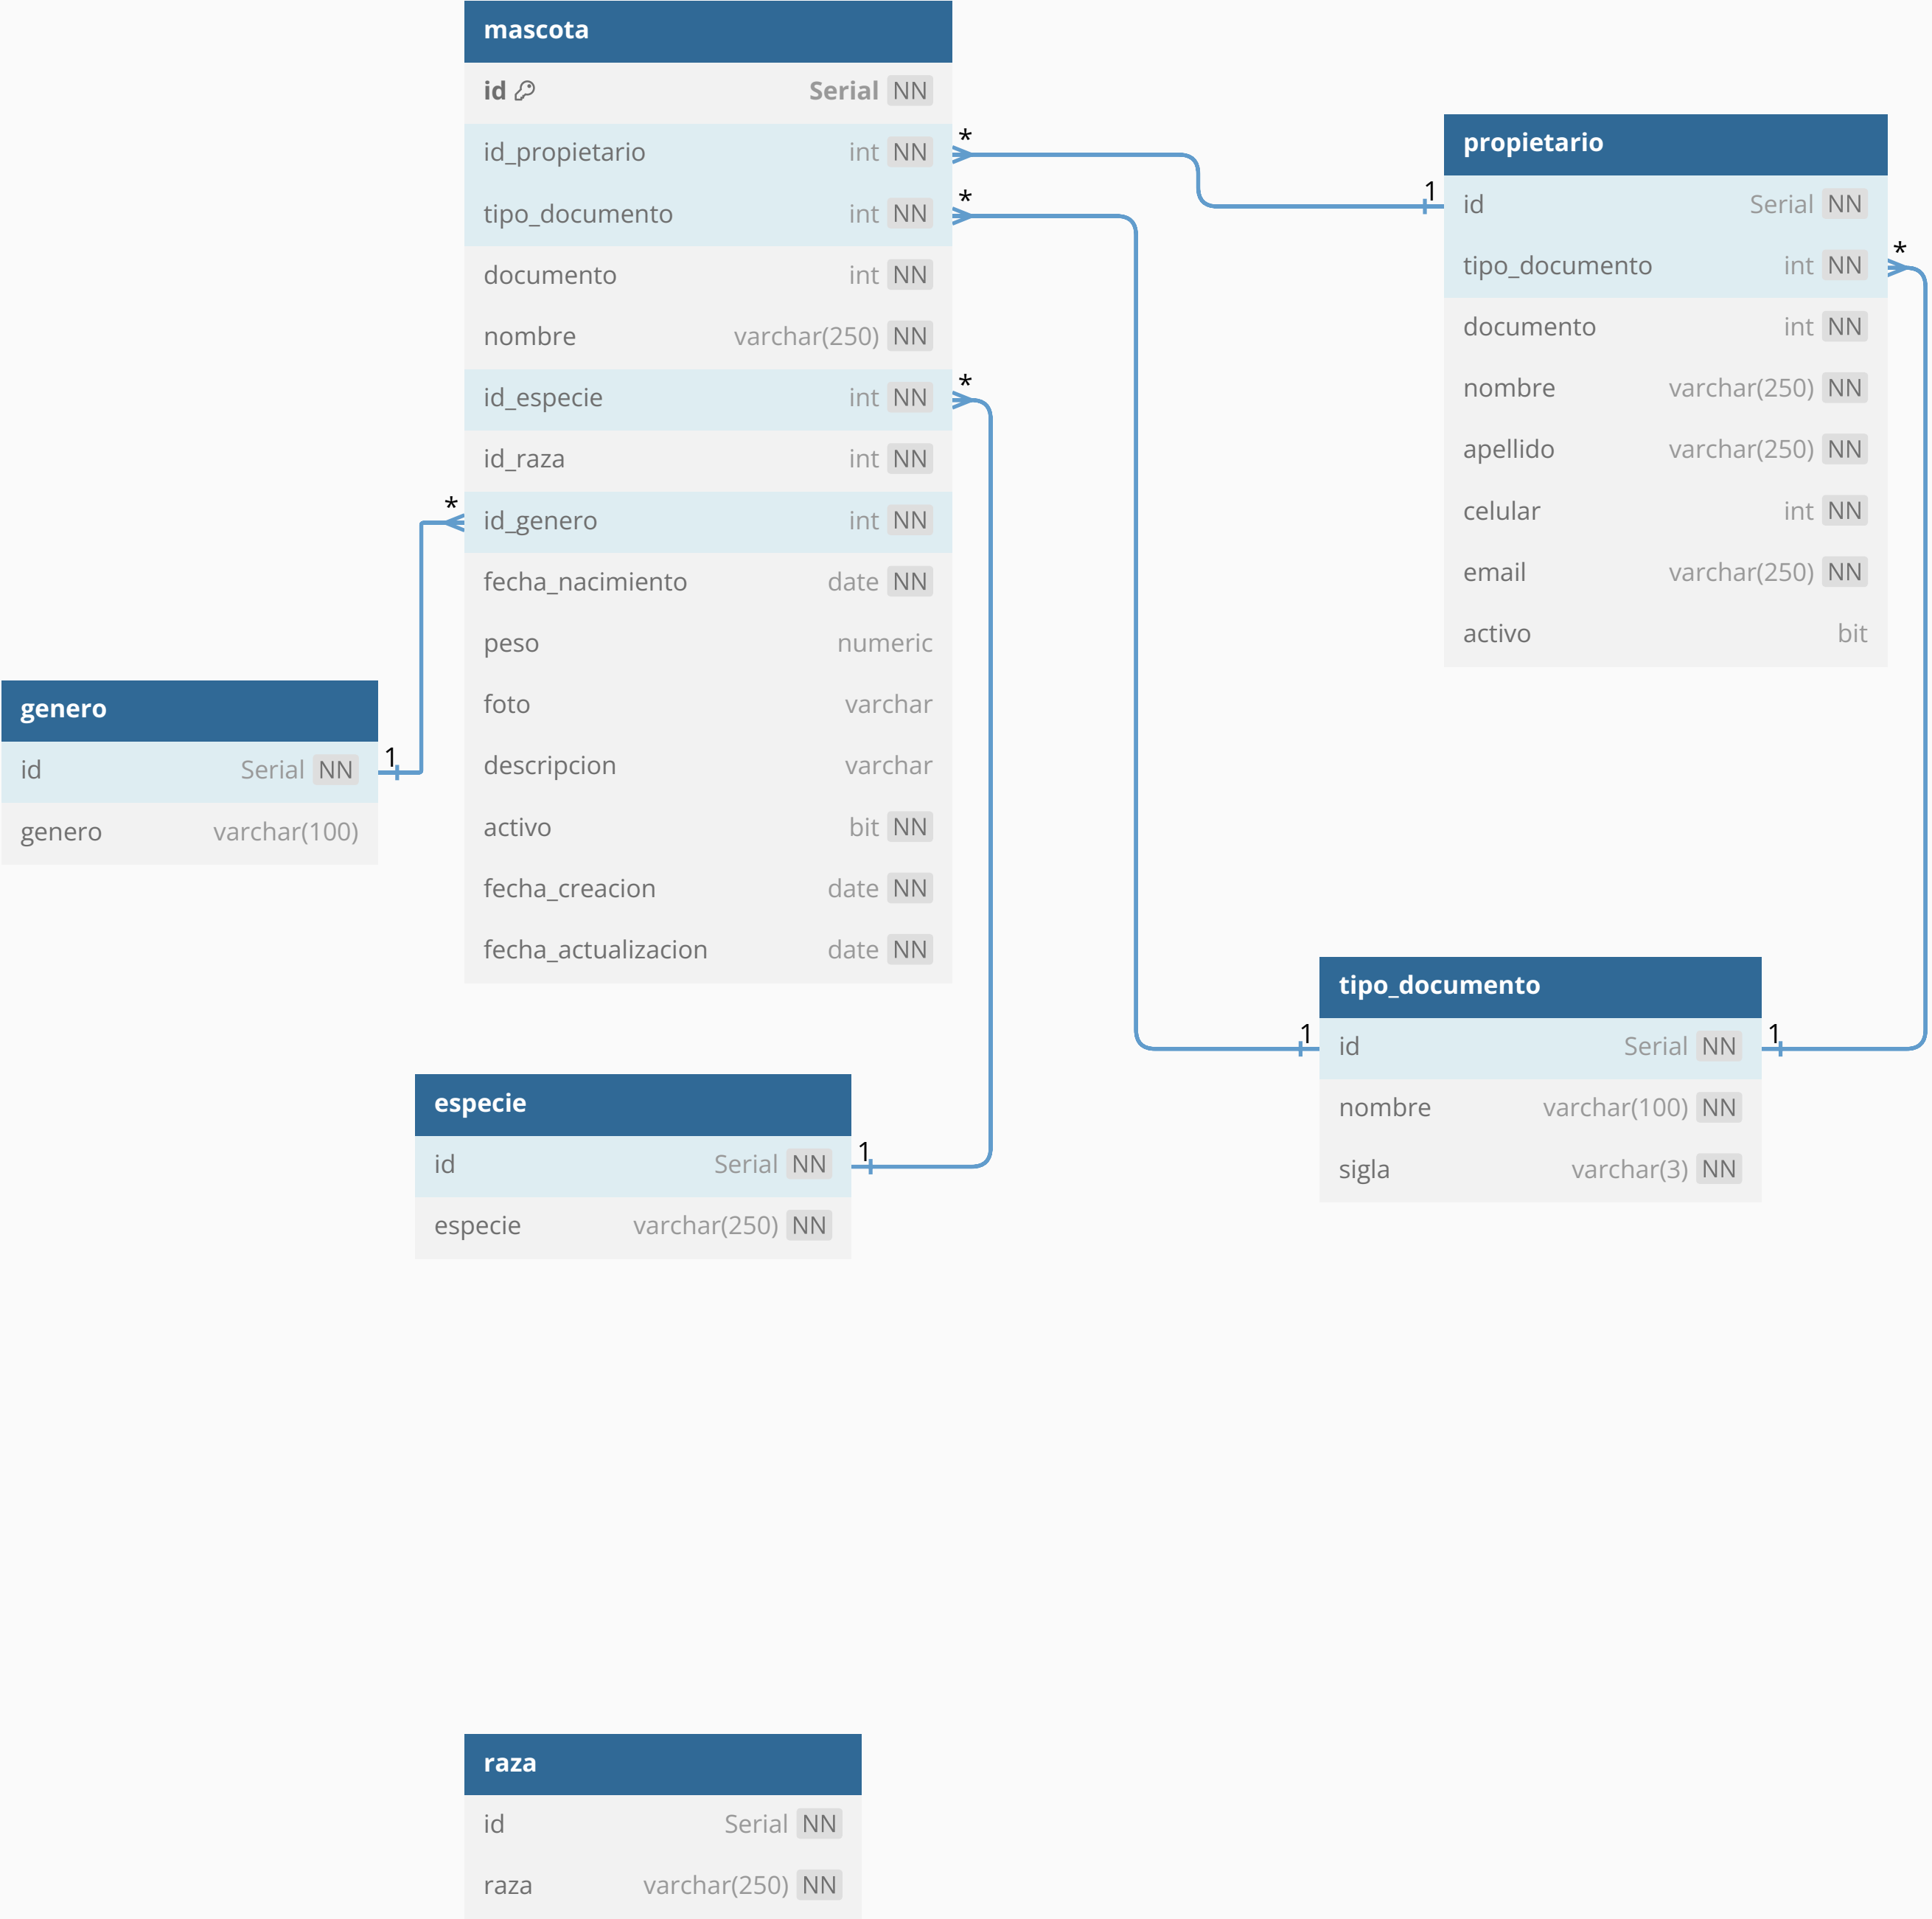 mascota
id Serial NN
id_propietario int NN
tipo_documento int NN
documento int NN
nombre varchar(250) NN
id_especie int NN
id_raza int NN
id_genero int NN
fecha_nacimiento date NN
peso numeric
foto varchar
descripcion varchar
activo bit NN
fecha_creacion date NN
fecha_actualizacion date NN
* 
*
*
*
1
*
1
propietario
id Serial NN
tipo_documento int NN
documento int NN
nombre varchar(250) NN
apellido varchar(250) NN
celular int NN
email varchar(250) NN
activo bit
genero
id Serial NN
genero varchar(100)
tipo_documento
1
1
id Serial NN
nombre varchar(100) NN
sigla varchar(3) NN
especie
id Serial NN
1
especie varchar(250) NN
raza
id Serial NN
raza varchar(250) NN